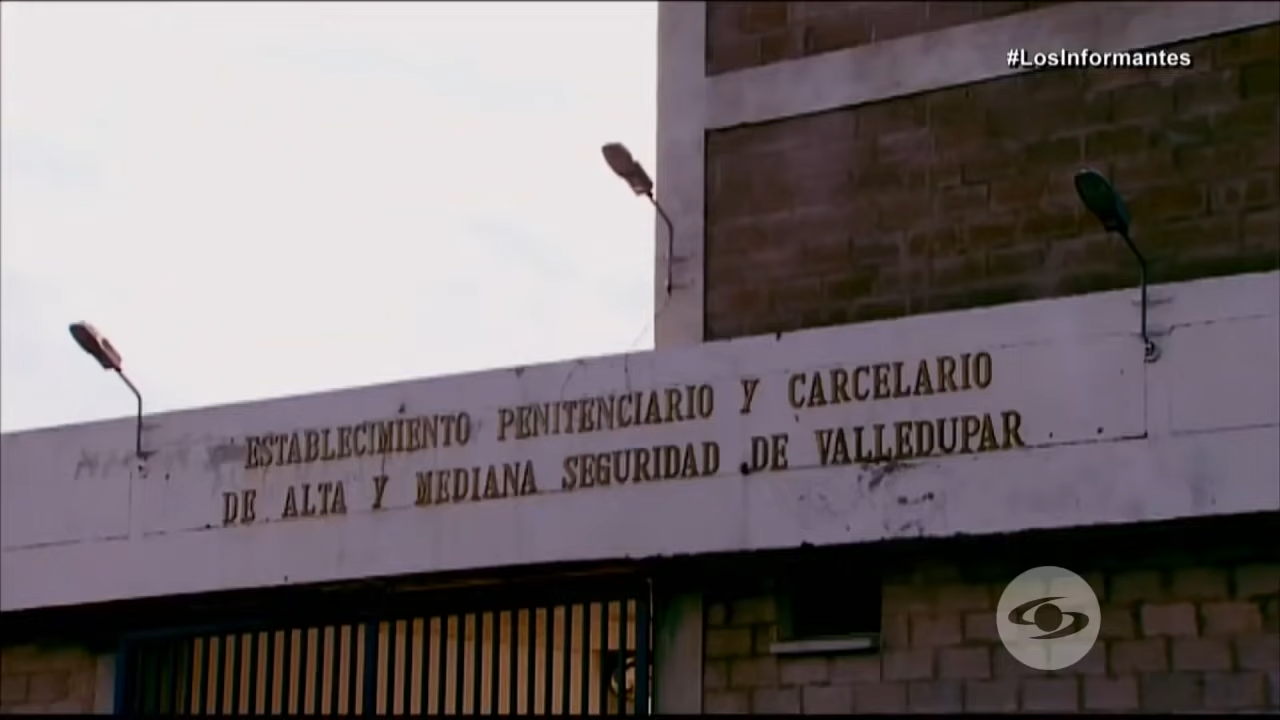 #LosInformantes
ESTABLECIMIENTO PENITENCIARIO Y CARCELARIO
DE ALTA Y MEDIANA SEGURIDAD DE VALLEDUPAR